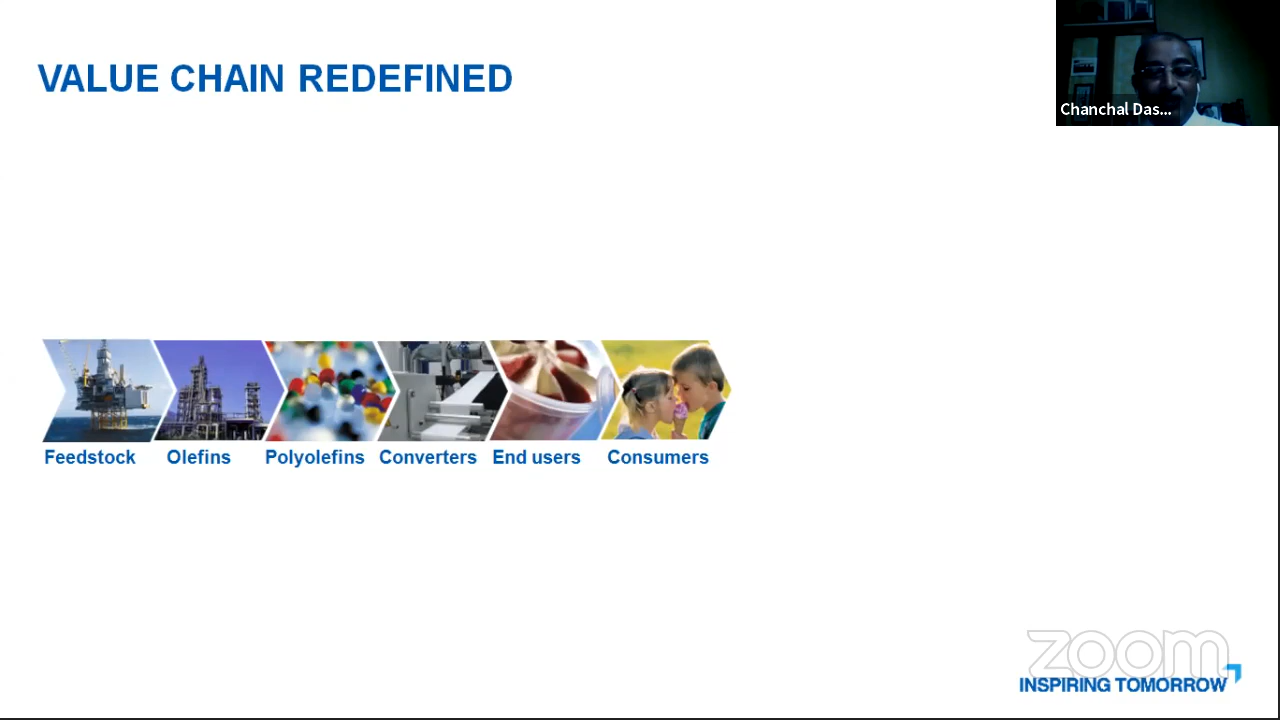 VALUE CHAIN REDEFINED
Chanchal Das...
Feedstock Olefins Polyolefins Converters End users Consumers
zoom
INSPIRING TOMORROW